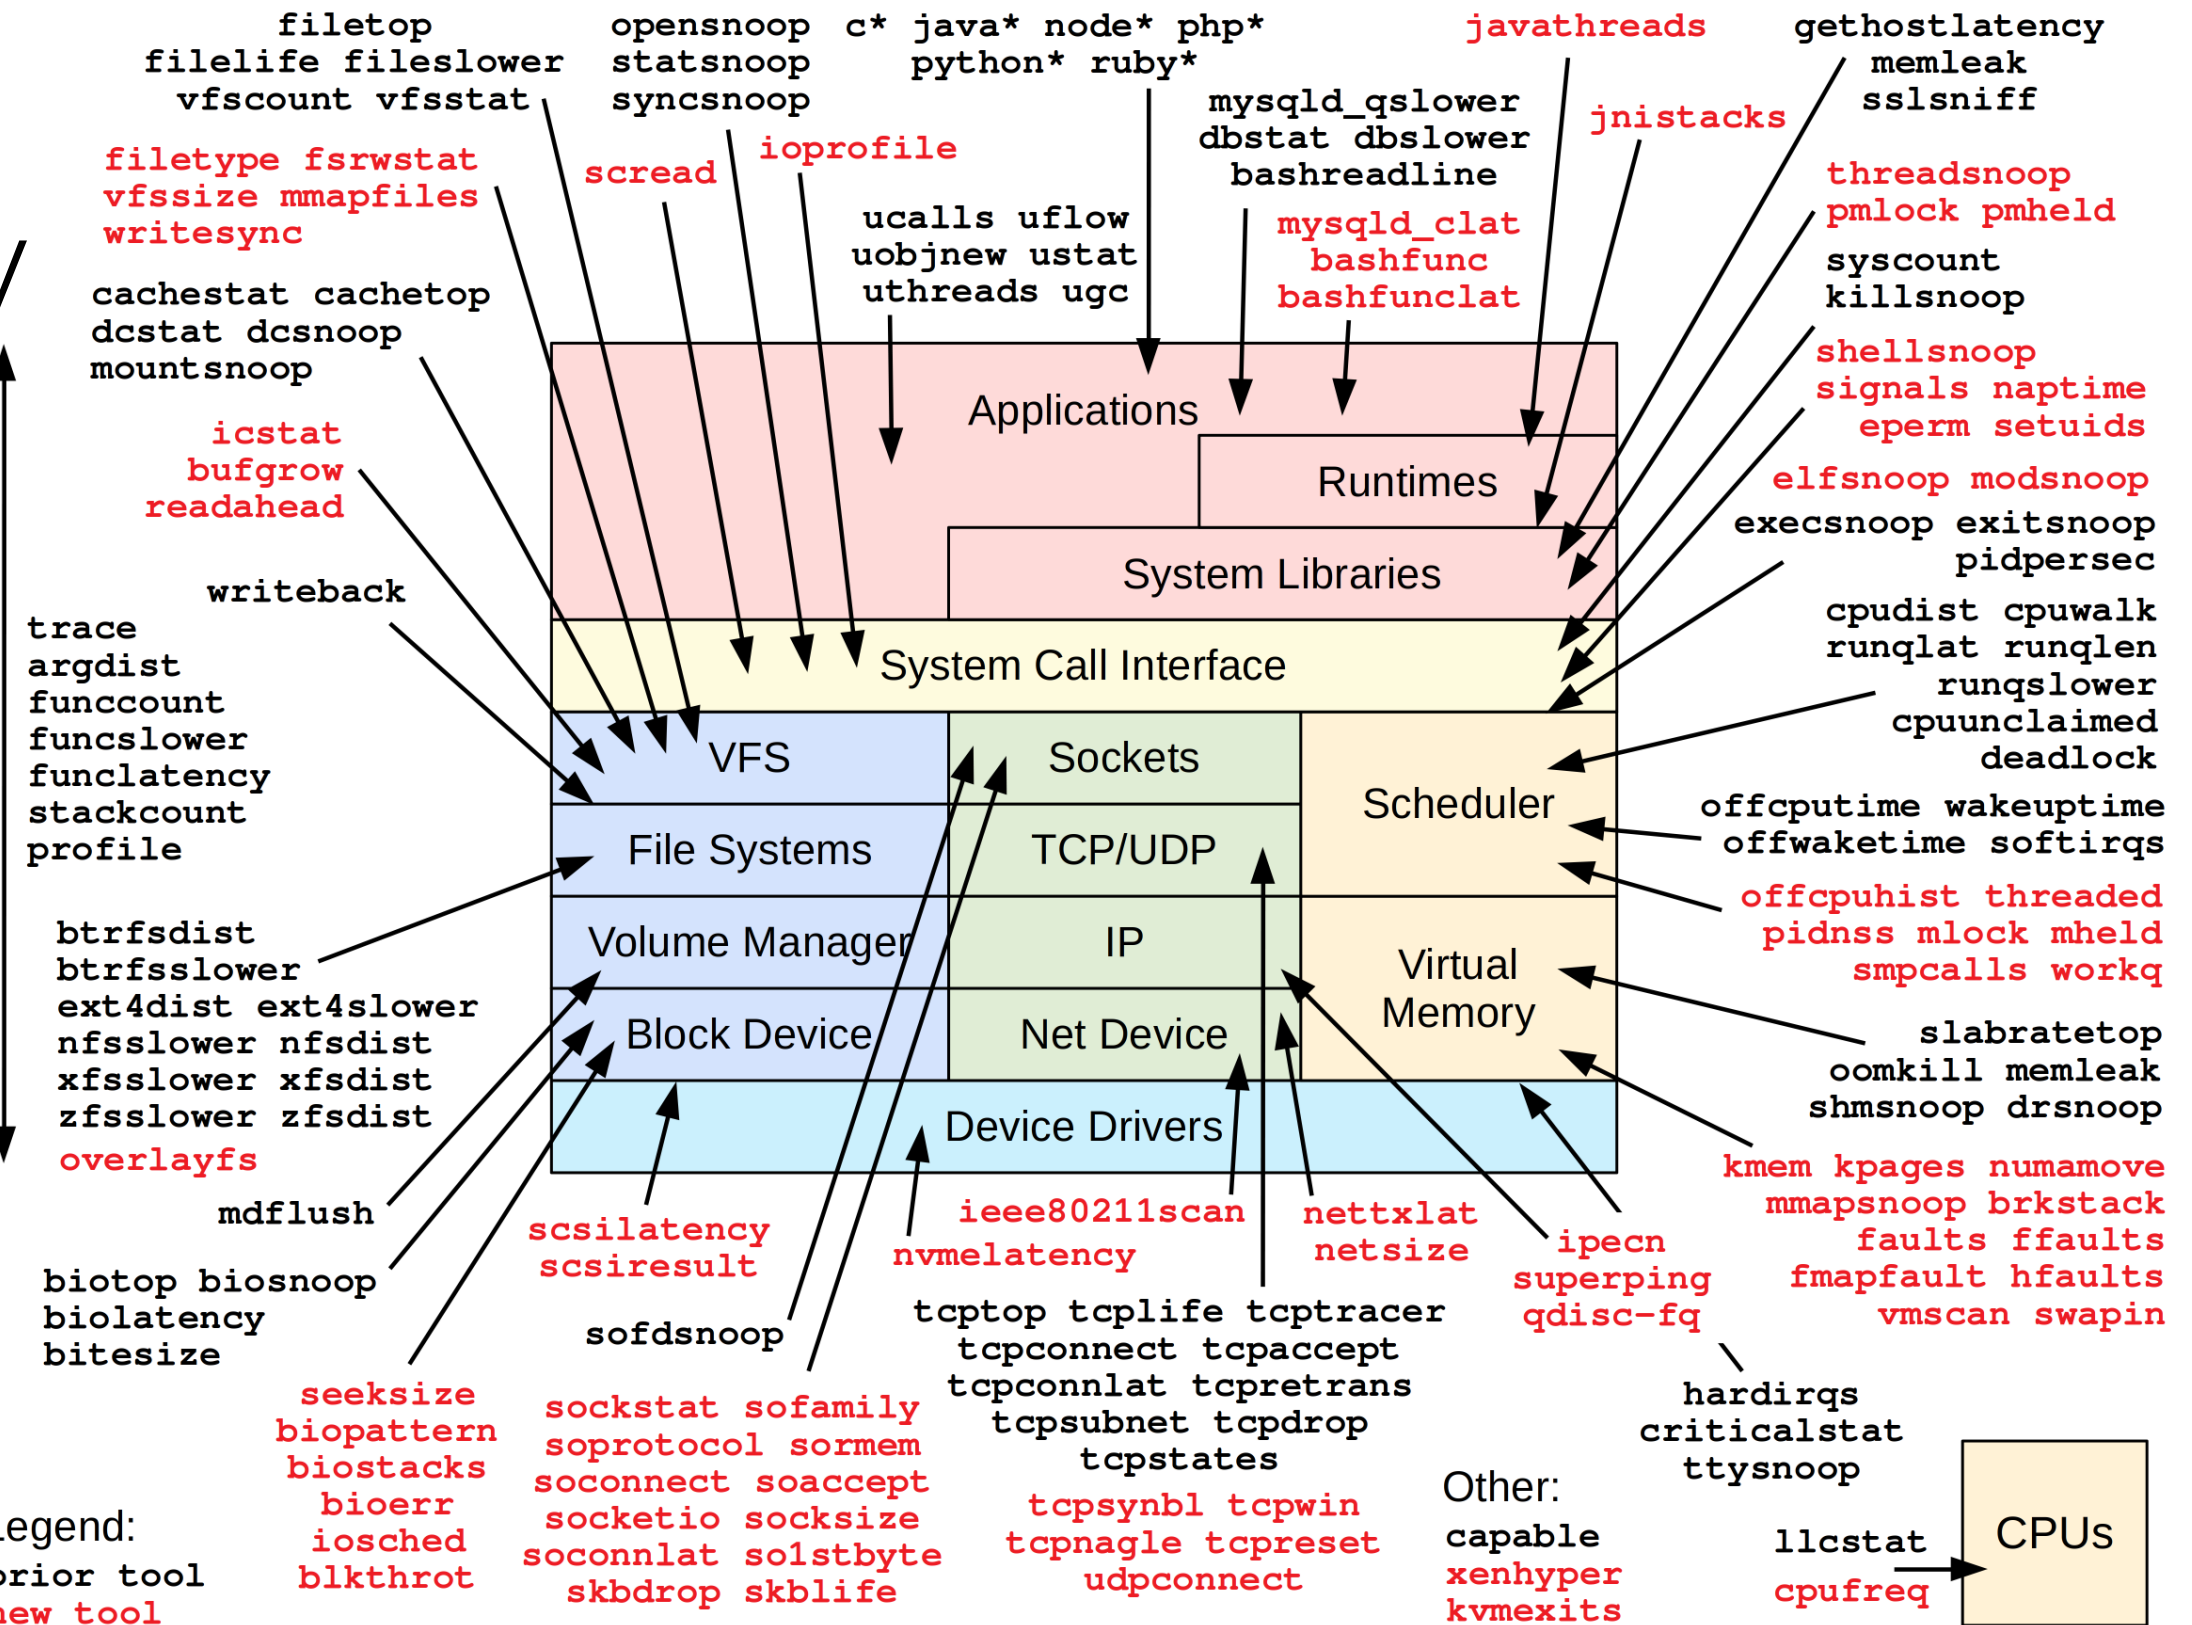 filetop
filelife fileslower
vfscount vfsstat
opensnoop
statsnoop
syncsnoop
c* java* node* php*
python* ruby*
javathreads
gethostlatency
memleak
sslsniff
mysqld_qslower
dbstat dbslower
bashreadline
jnistacks
filetype fsrwstat
vfssize mmapfiles
writesync
scread
ioprofile
threadsnoop
pmlock pmheld
ucalls uflow
uobjnew ustat
uthreads ugc
mysqld_clat
bashfunc
bashfunclat
syscount
killsnoop
cachestat cachetop
dcstat dcsnoop
mountsnoop
shellsnoop
signals naptime
eperm setuids
icstat
bufgrow
readahead
Applications
Runtimes
System Libraries
System Call Interface
elfsnoop modsnoop
execsnoop exitsnoop
pidpersec
writeback
trace
argdist
funccount
funcslower
funclatency
stackcount
profile
cpudist cpuwalk
runqlat runqlen
runqslower
cpuunclaimed
deadlock
VFS
Sockets
Scheduler
File Systems
TCP/UDP
offcputime wakeuptime
offwaketime softirqs
offcpuhist threaded
pidnss mlock mheld
smpcalls workq
Volume Manager
IP
Virtual
Memory
Block Device
Net Device
Device Drivers
btrfsdist
btrfsslower
ext4dist ext4slower
nfsslower nfsdist
xfsslower xfsdist
zfsslower zfsdist
overlayfs
slabratetop
oomkill memleak
shmsnoop drsnoop
kmem kpages numamove
mmapsnoop brkstack
faults ffaults
fmapfault hfaults
vmscan swapin
mdflush
scsilatency
scsiresult
ieee80211scan
nvmelatency
nettxlat
netsize
ipecn
superping
qdisc-fq
biotop biosnoop
biolatency
bitesize
sofdsnoop
tcptop tcplife tcptracer
tcpconnect tcpaccept
tcpconnlat tcpretrans
tcpsubnet tcpdrop
tcpstates
hardirqs
criticalstat
ttysnoop
seeksize
biopattern
biostacks
bioerr
iosched
blkthrot
sockstat sofamily
soprotocol sormem
soconnect soaccept
socketio socksize
soconnlat so1stbyte
skbdrop skblife
tcpsynbl tcpwin
tcpnagle tcpreset
udpconnect
Other:
capable
xenhyper
kvmexits
llcstat
cpufreq
CPUs
Legend:
prior tool
new tool